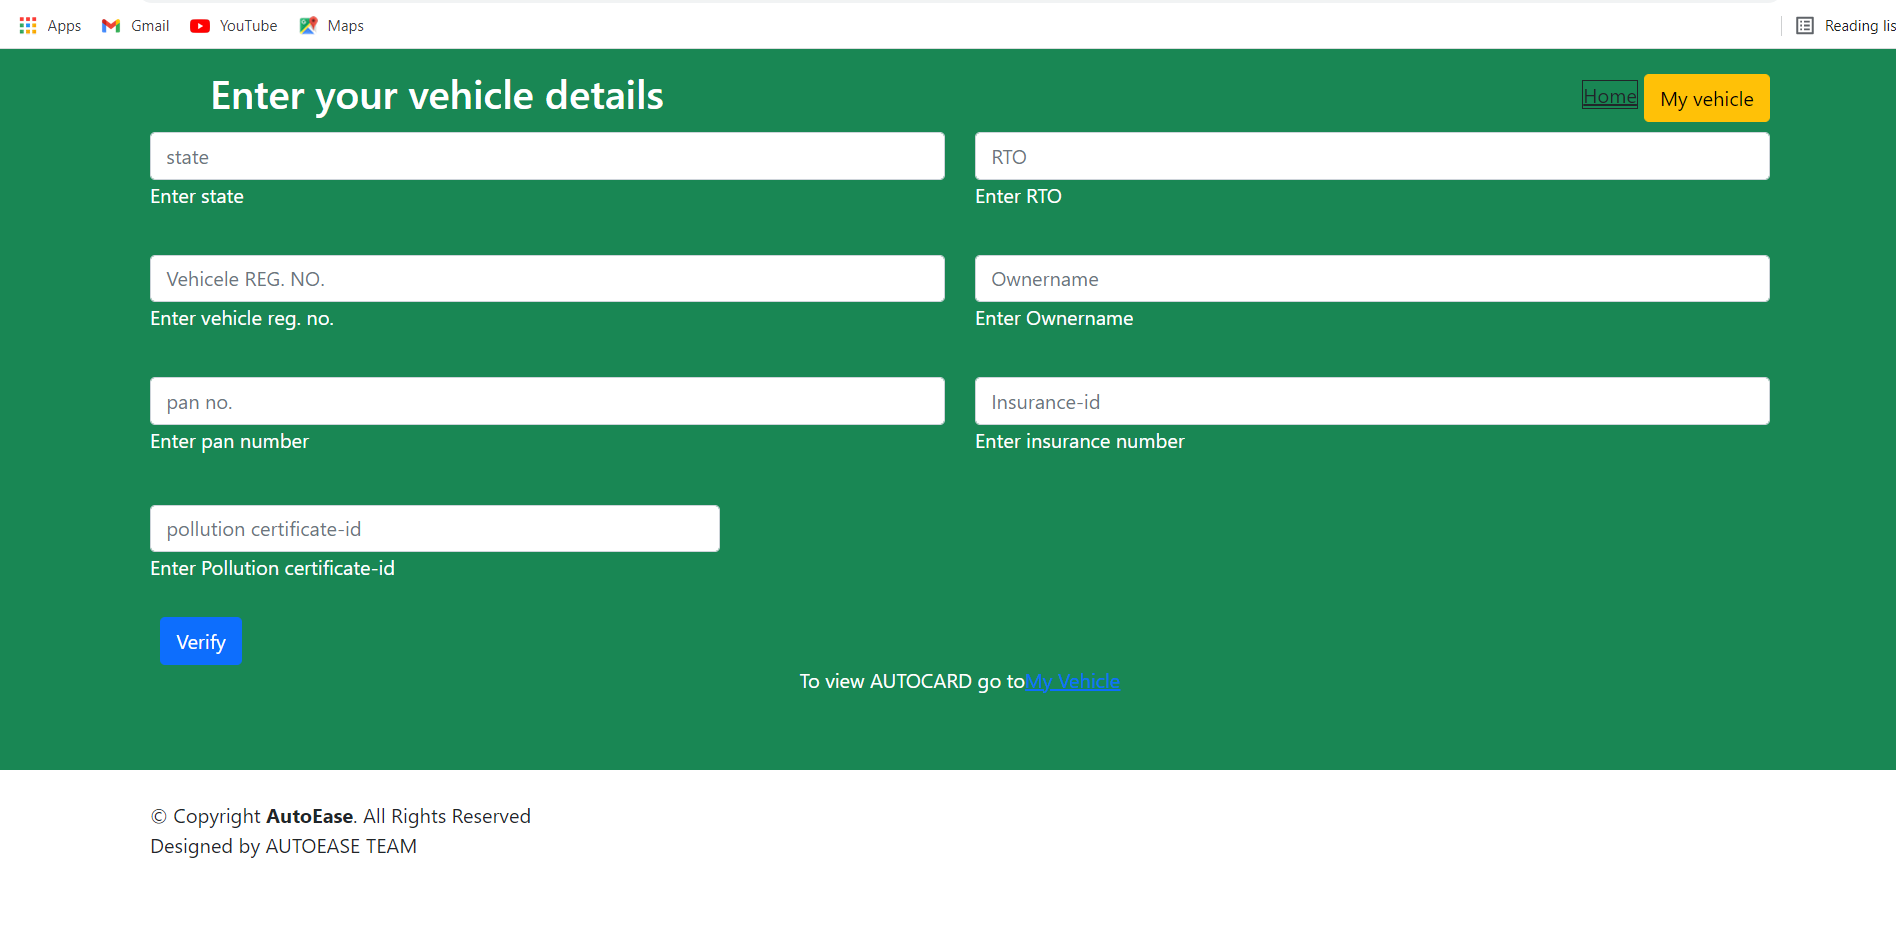 Apps Gmail YouTube Maps Reading lis
Enter your vehicle details Home My vehicle
state RTO
Enter state Enter RTO
Vehicele REG. NO. Ownername
Enter vehicle reg. no. Enter Ownername
pan no. Insurance-id
Enter pan number Enter insurance number
pollution certificate-id
Enter Pollution certificate-id
Verify
To view AUTOCARD go toMy Vehicle
© Copyright AutoEase. All Rights Reserved
Designed by AUTOEASE TEAM